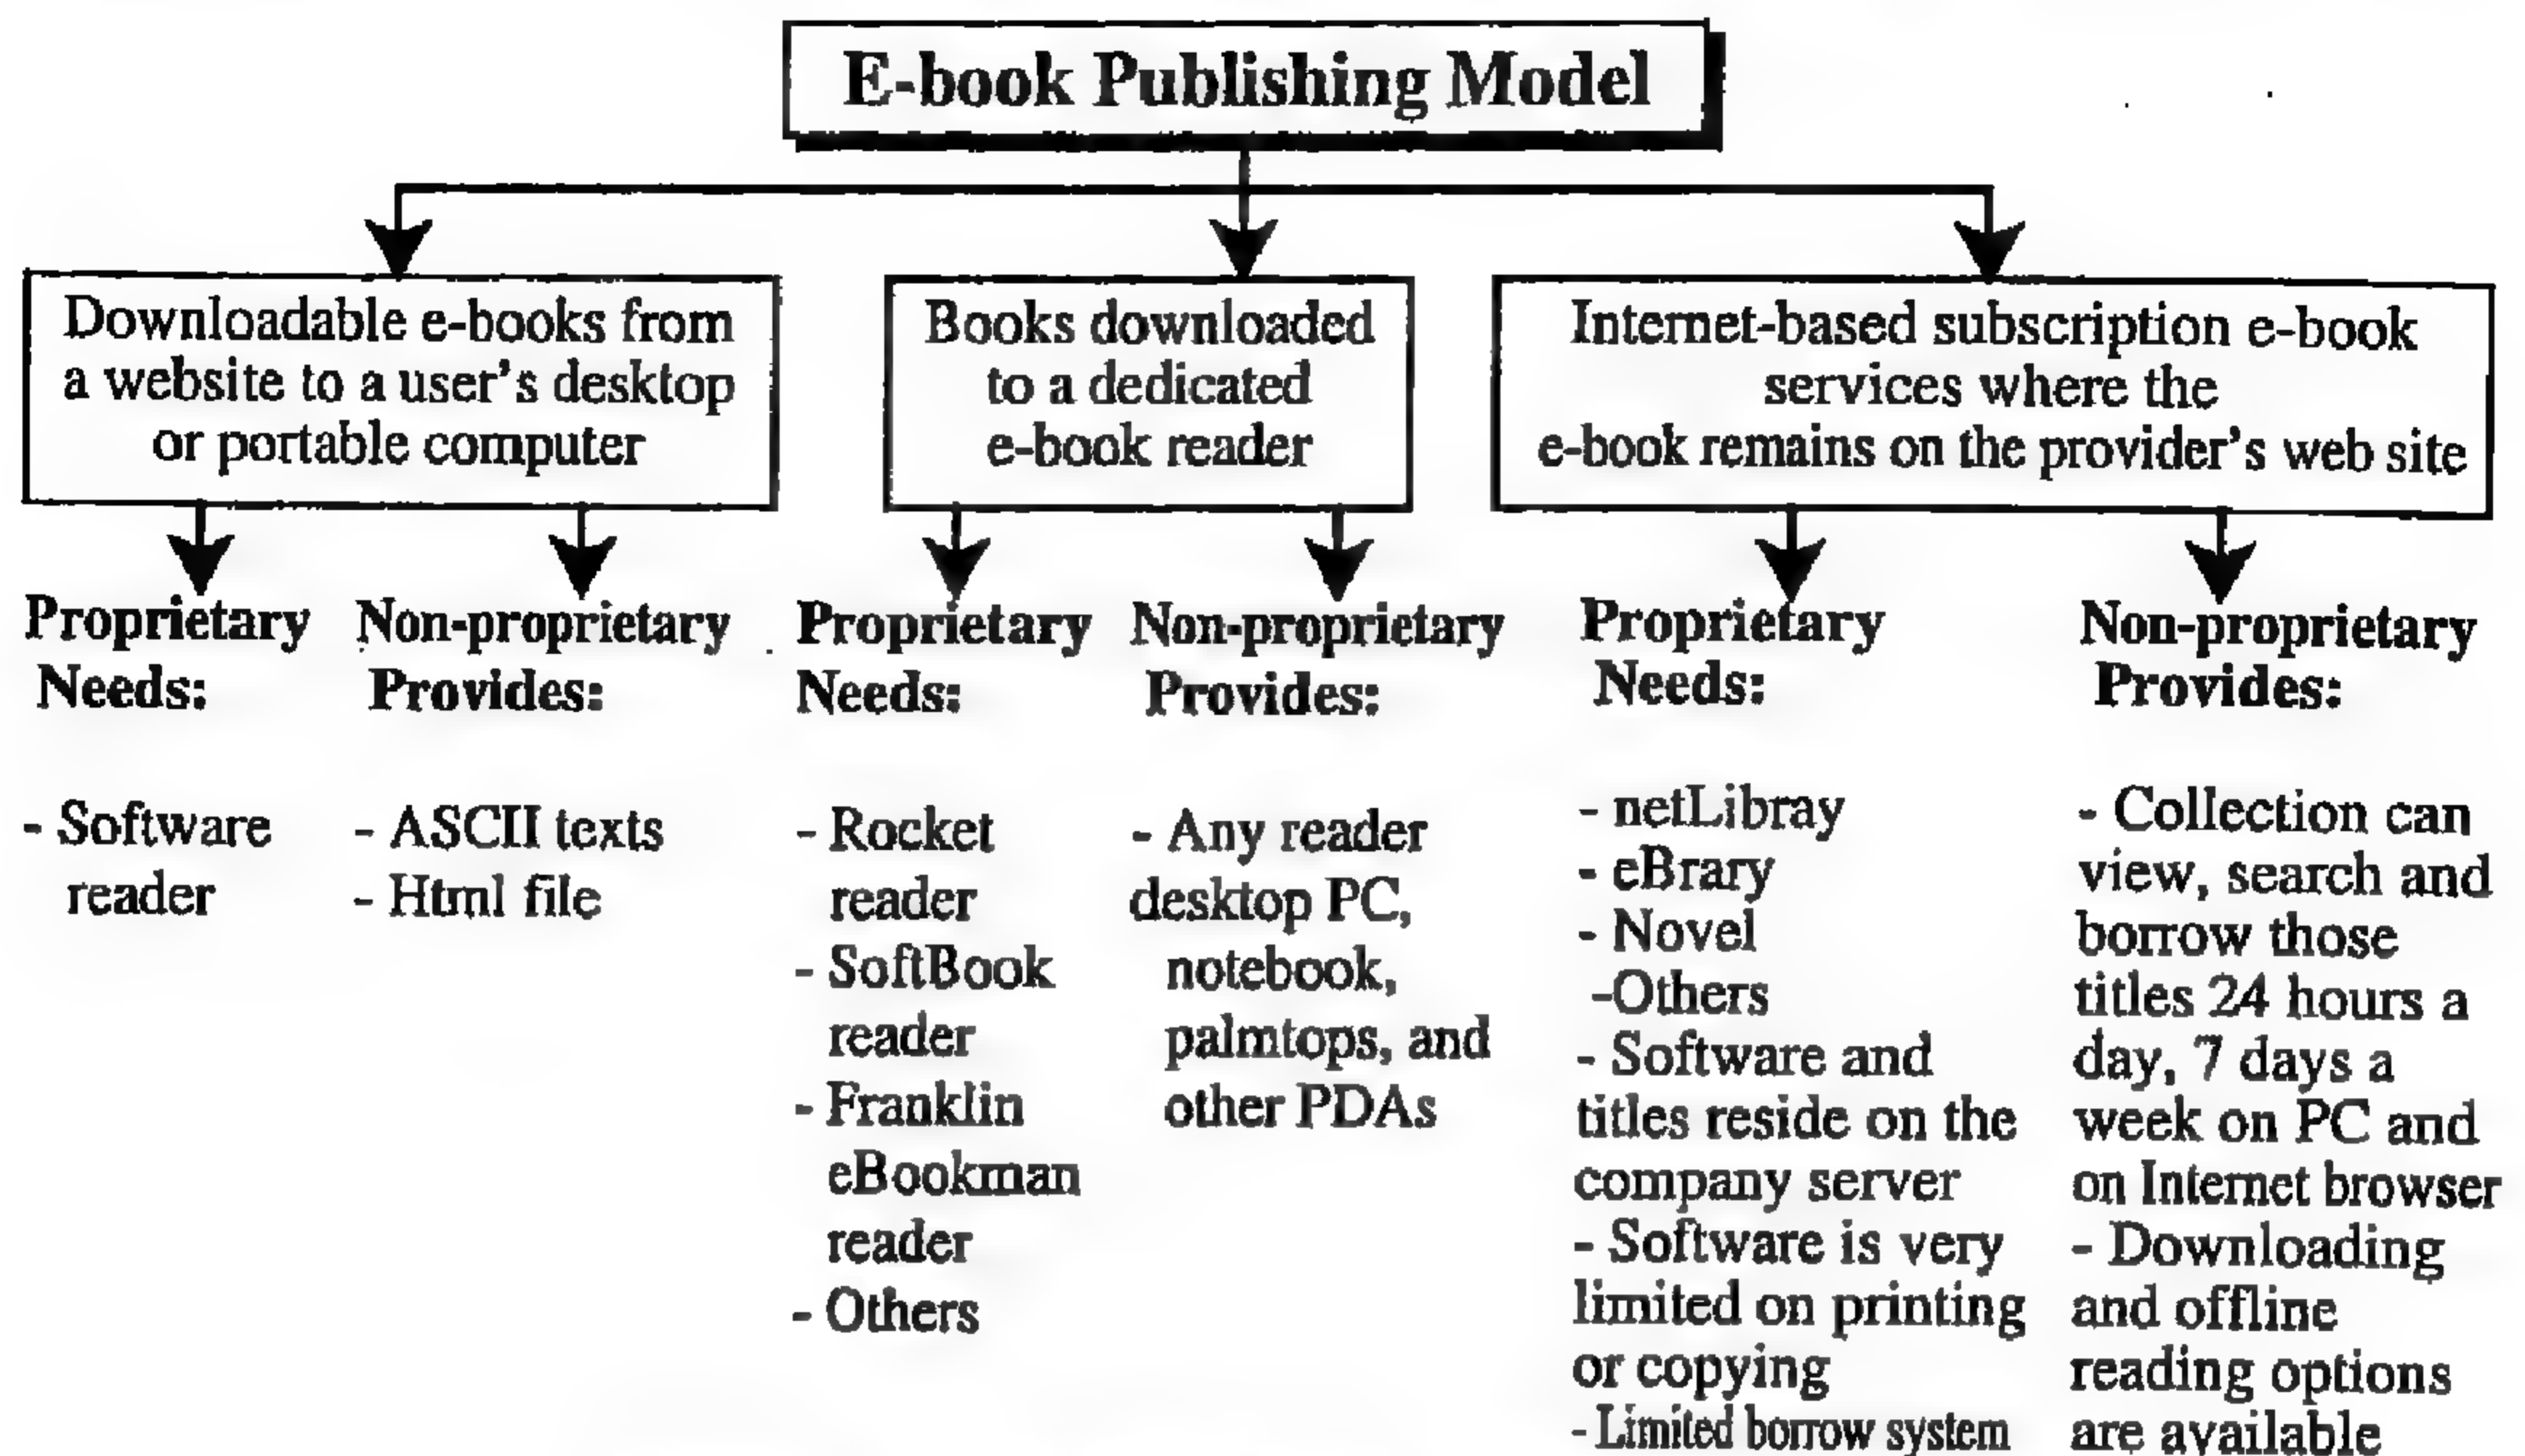 E-book Publishing Model
Downloadable e-books from
a website to a user's desktop
or portable computer
Books downloaded
to a dedicated
e-book reader
Internet-based subscription e-book
services where the
e-book remains on the provider's web site
Proprietary
Needs:
- Software
reader
Non-proprietary
Provides:
- ASCII texts
- Html file
Proprietary
Needs:
- Rocket
reader
- SoftBook
reader
- Franklin
eBookman
reader
- Others
Non-proprietary
Provides:
- Any reader
desktop PC,
notebook,
palmtops, and
other PDAs
Proprietary
Needs:
- netLibray
- eBrary
- Novel
-Others
- Software and
titles reside on the
company server
- Software is very
limited on printing
or copying
- Limited borrow system
Non-proprietary
Provides:
- Collection can
view, search and
borrow those
titles 24 hours a
day, 7 days a
week on PC and
on Internet browser
- Downloading
and offline
reading options
are available